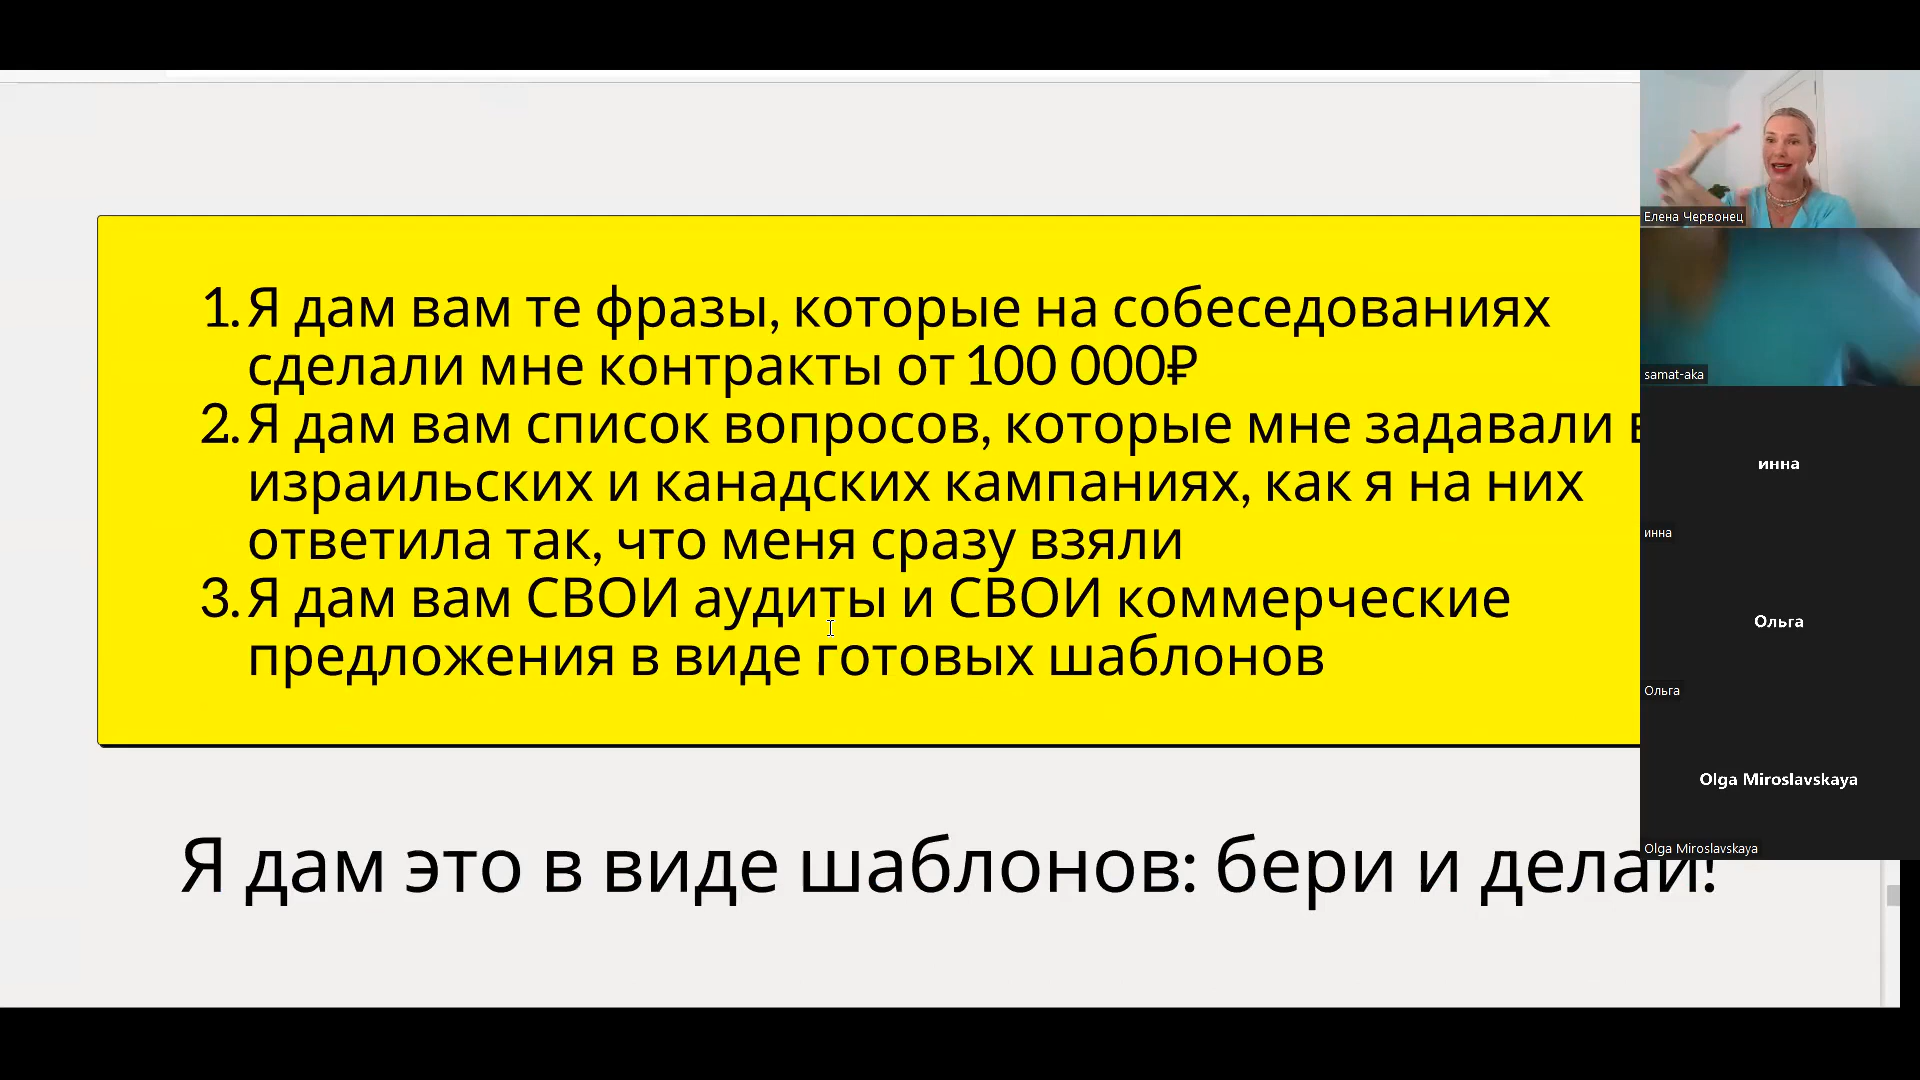 1. Я дам вам те фразы, которые на собеседованиях
сделали мне контракты от 100 000₽
2. Я дам вам список вопросов, которые мне задавали в
израильских и канадских кампаниях, как я на них
ответила так, что меня сразу взяли
3. Я дам вам СВОИ аудиты и СВОИ коммерческие
предложения в виде готовых шаблонов
Я дам это в виде шаблонов: бери и делай!
Елена Червонец
samat-aka
инна
инна
Ольга
Ольга
Olga Miroslavskaya
Olga Miroslavskaya